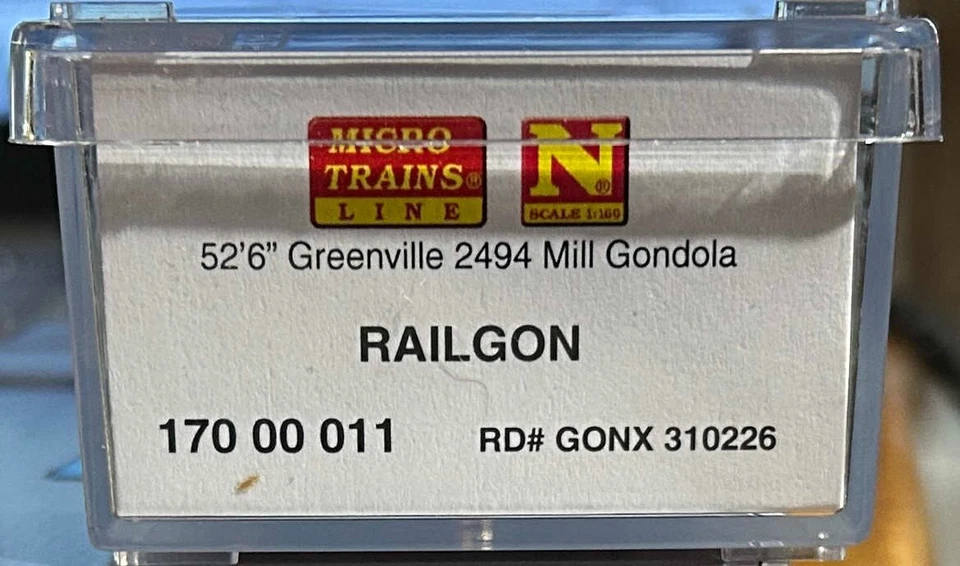 MICRO
TRAINS®
LINE
N®
SCALE 1:160
52'6” Greenville 2494 Mill Gondola
RAILGON
170 00 011 RD# GONX 310226